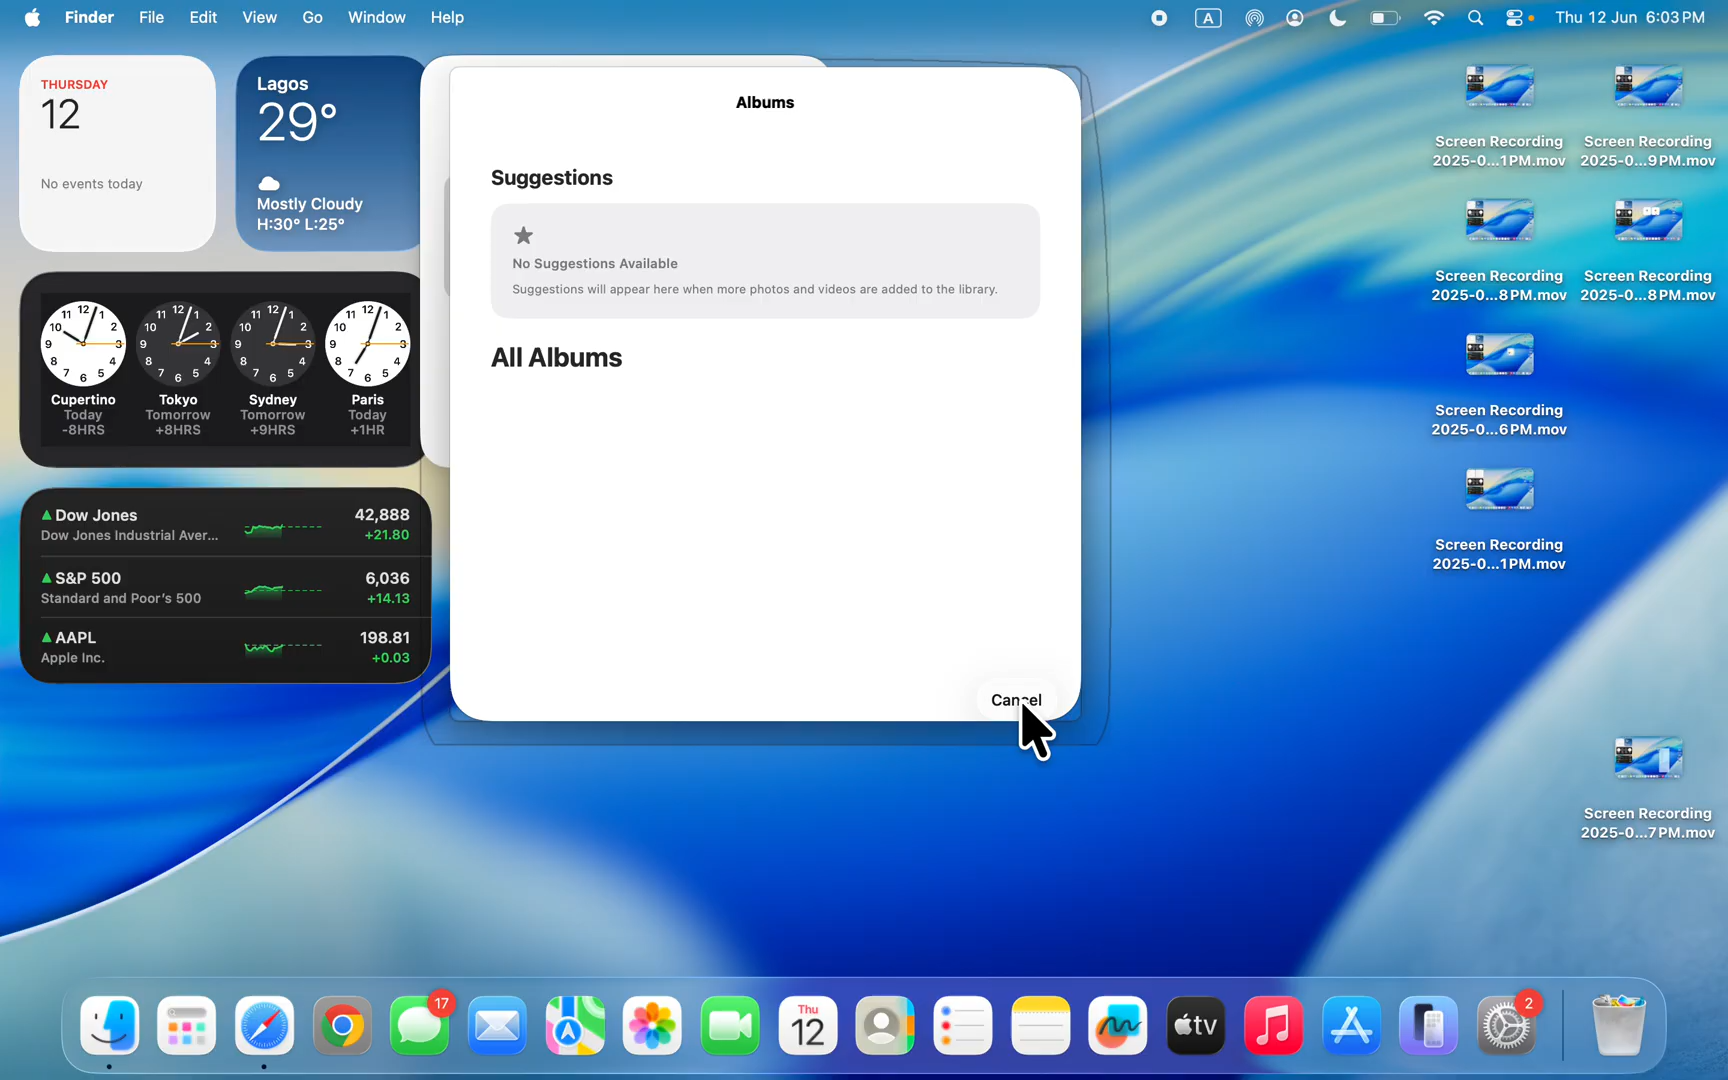 Finder File Edit View Go Window Help
A
Thu 12 Jun 6:03 PM
THURSDAY
12
No events today
Lagos
29°
Mostly Cloudy
H:30° L:25°
Cupertino
Today
-8HRS
Tokyo
Tomorrow
+8HRS
Sydney
Tomorrow
+9HRS
Paris
Today
+1HR
Dow Jones 42,888
Dow Jones Industrial Aver... +21.80
S&P 500 6,036
Standard and Poor's 500 +14.13
AAPL 198.81
Apple Inc. +0.03
Albums
Suggestions
No Suggestions Available
Suggestions will appear here when more photos and videos are added to the library.
All Albums
Cancel
Screen Recording
2025-0...1PM.mov
Screen Recording
2025-0...9PM.mov
Screen Recording
2025-0...8PM.mov
Screen Recording
2025-0...8PM.mov
Screen Recording
2025-0...6PM.mov
Screen Recording
2025-0...1PM.mov
Screen Recording
2025-0...7PM.mov
17
Thu
12
tv
2